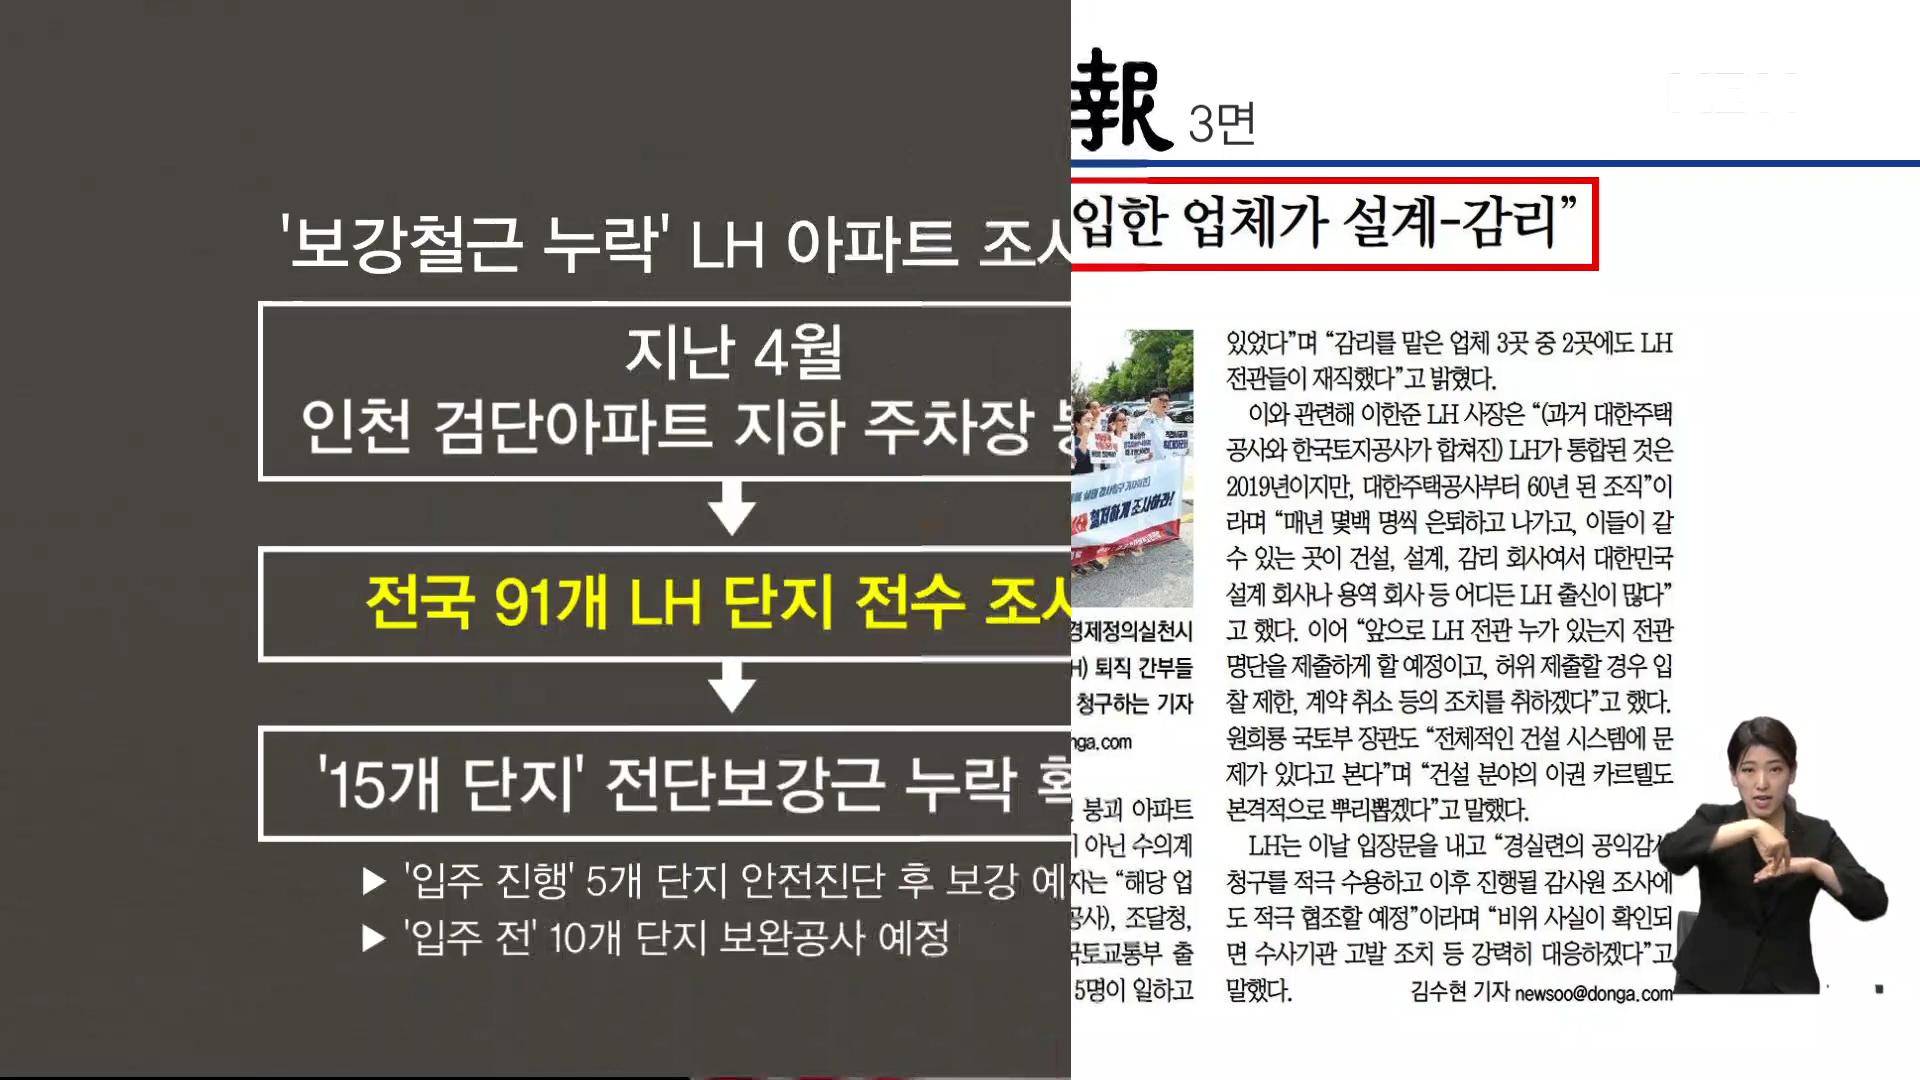 '보강철근 누락' LH 아파트
지난 4월
인천 검단아파트 지하 주차장
전국 91개 LH 단지 전수
'15개 단지' 전단보강근 누락
▶ '입주 진행' 5개 단지 안전진단 후 보강
▶ '입주 전' 10개 단지 보완공사 예정
報 3면
입한 업체가 설계-감리”
철저하게 조사하라!
경제정의실천시
H) 퇴직 간부들
청구하는 기자
nga.com
붕괴 아파트
아닌 수의계
자는 “해당 업
공사), 조달청,
국토교통부 출
5명이 일하고
있었다”며 “감리를 맡은 업체 3곳 중 2곳에도 LH
전관들이 재직했다”고 밝혔다.
이와 관련해 이한준 LH 사장은 “(과거 대한주택
공사와 한국토지공사가 합쳐진) LH가 통합된 것은
2019년이지만, 대한주택공사부터 60년 된 조직”이
라며 “매년 몇백 명씩 은퇴하고 나가고, 이들이 갈
수 있는 곳이 건설, 설계, 감리 회사여서 대한민국
설계 회사나 용역 회사 등 어디든 LH 출신이 많다”
고 했다. 이어 “앞으로 LH 전관 누가 있는지 전관
명단을 제출하게 할 예정이고, 허위 제출할 경우 입
찰 제한, 계약 취소 등의 조치를 취하겠다”고 했다.
원희룡 국토부 장관도 “전체적인 건설 시스템에 문
제가 있다고 본다”며 “건설 분야의 이권 카르텔도
본격적으로 뿌리뽑겠다”고 말했다.
LH는 이날 입장문을 내고 “경실련의 공익감사
청구를 적극 수용하고 이후 진행될 감사원 조사에
도 적극 협조할 예정”이라며 “비위 사실이 확인되
면 수사기관 고발 조치 등 강력히 대응하겠다”고
말했다.
김수현 기자 newsoo@donga.com